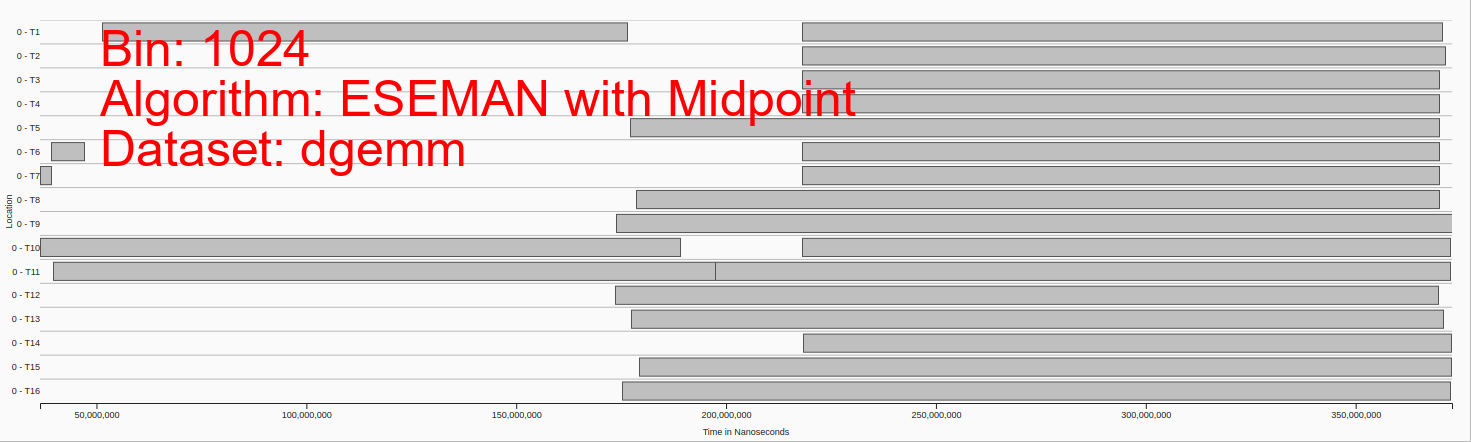 Bin: 1024
Algorithm: ESEMAN with Midpoint
Dataset: dgemm
Location
0 - T1
0 - T2
0 - T3
0 - T4
0 - T5
0 - T6
0 - T7
0 - T8
0 - T9
0 - T10
0 - T11
0 - T12
0 - T13
0 - T14
0 - T15
0 - T16
50,000,000 100,000,000 150,000,000 200,000,000 250,000,000 300,000,000 350,000,000
Time in Nanoseconds